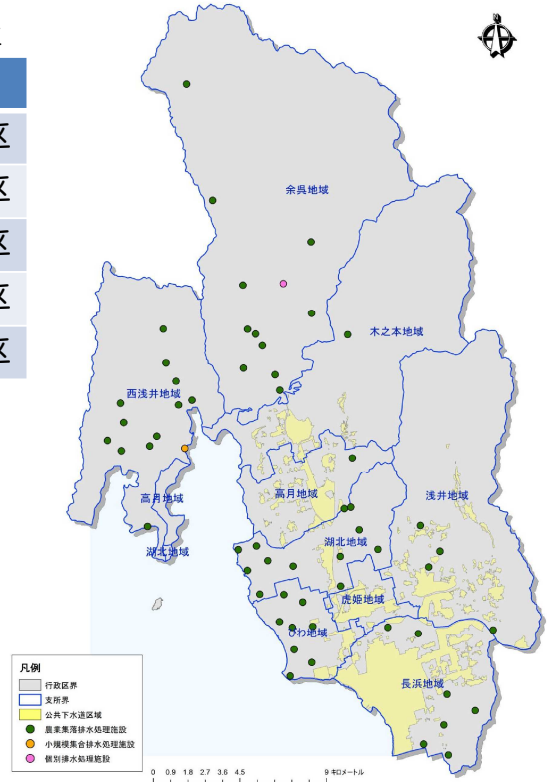 区
区
区
区
区
余呉地域
木之本地域
西浅井地域
高月地域
高月地域
浅井地域
湖北地域
湖北地域
虎姫地域
びわ地域
長浜地域
凡例
行政区界
支所界
公共下水道区域
農業集落排水処理施設
小規模集合排水処理施設
個別排水処理施設
0 0.9 1.8 2.7 3.6 4.5 9 キロメートル